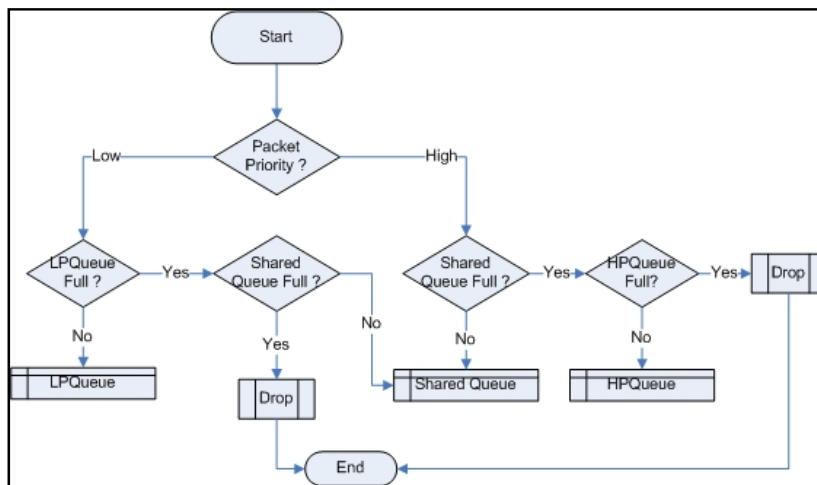 Start
Packet
Priority ?
Low
High
LPQueue
Full ?
Yes
Shared
Queue Full ?
Shared
Queue Full ?
Yes
HPQueue
Full?
Yes
Drop
No
Yes
No
No
No
LPQueue
Drop
Shared Queue
HPQueue
End